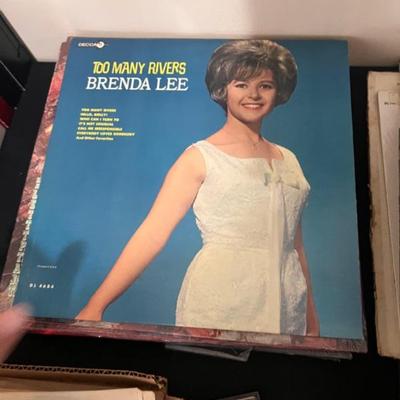 DECCA
TOO MANY RIVERS
BRENDA LEE
TOO MANY RIVERS
HELLO, DOLLY!
WHO CAN I TURN TO
IT'S NOT UNUSUAL
CALL ME IRRESPONSIBLE
EVERYBODY LOVES SOMEBODY
And Other Favorites
DL 4684